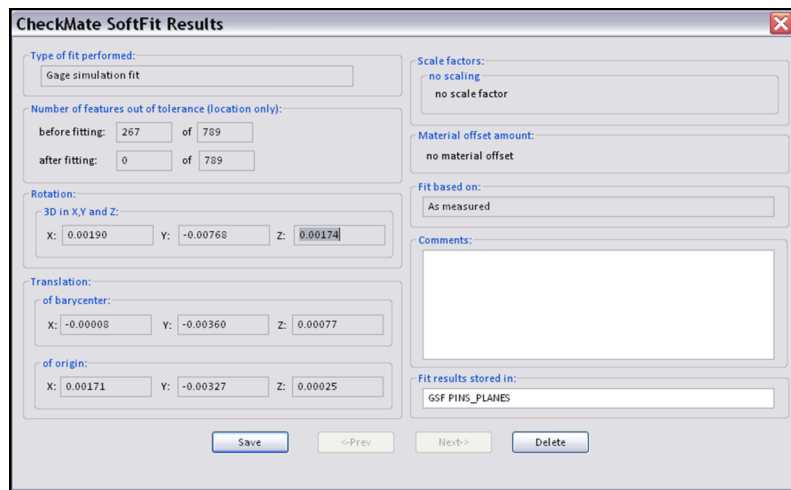 CheckMate SoftFit Results
Type of fit performed:
Gage simulation fit
Number of features out of tolerance (location only):
before fitting: 267 of 789
after fitting: 0 of 789
Rotation:
3D in X,Y and Z:
X: 0.00190 Y: -0.00768 Z: 0.00174
Translation:
of barycenter:
X: -0.00008 Y: -0.00360 Z: 0.00077
of origin:
X: 0.00171 Y: -0.00327 Z: 0.00025
Scale factors:
no scaling
no scale factor
Material offset amount:
no material offset
Fit based on:
As measured
Comments:
Fit results stored in:
GSF PINS_PLANES
Save <-Prev Next-> Delete